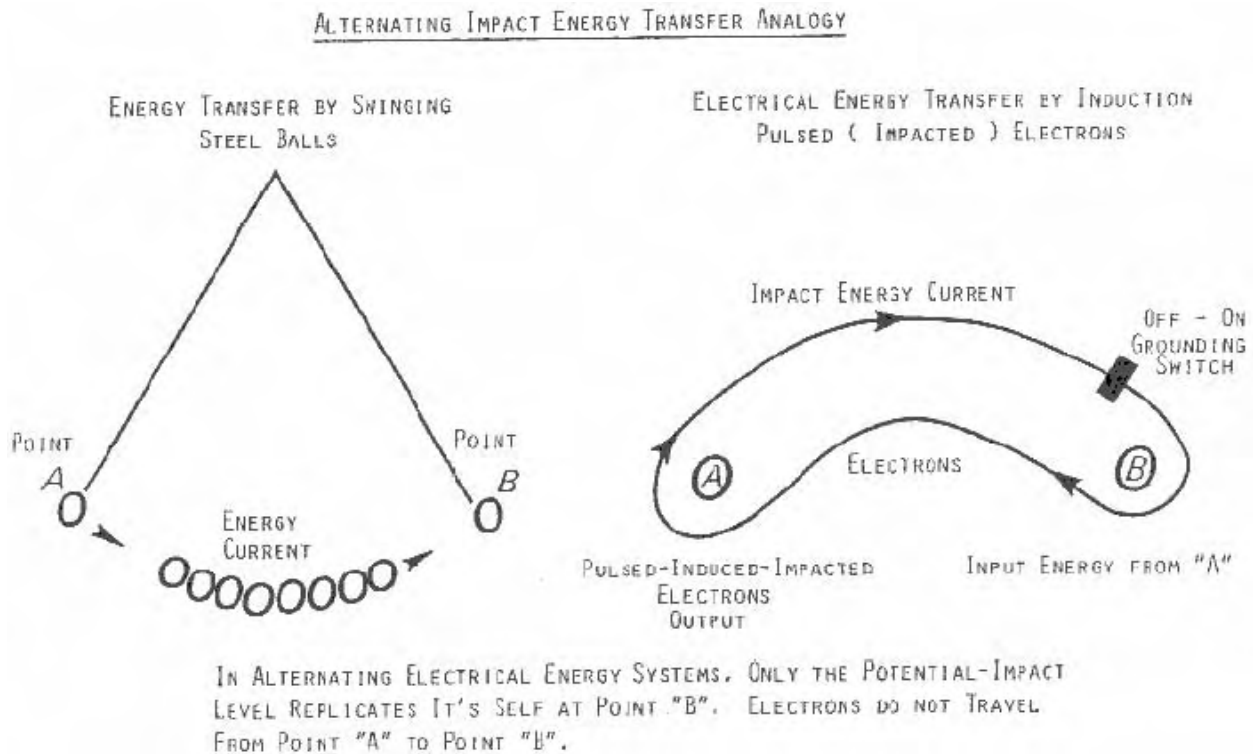 ALTERNATING IMPACT ENERGY TRANSFER ANALOGY
ENERGY TRANSFER BY SWINGING
STEEL BALLS
POINT
A
POINT
B
ENERGY
CURRENT
ELECTRICAL ENERGY TRANSFER BY INDUCTION
PULSED ( IMPACTED ) ELECTRONS
IMPACT ENERGY CURRENT
OFF - ON
GROUNDING
SWITCH
A
ELECTRONS
B
PULSED-INDUCED-IMPACTED
ELECTRONS
OUTPUT
INPUT ENERGY FROM "A"
IN ALTERNATING ELECTRICAL ENERGY SYSTEMS, ONLY THE POTENTIAL-IMPACT
LEVEL REPLICATES IT'S SELF AT POINT "B". ELECTRONS DO NOT TRAVEL
FROM POINT "A" TO POINT "B".